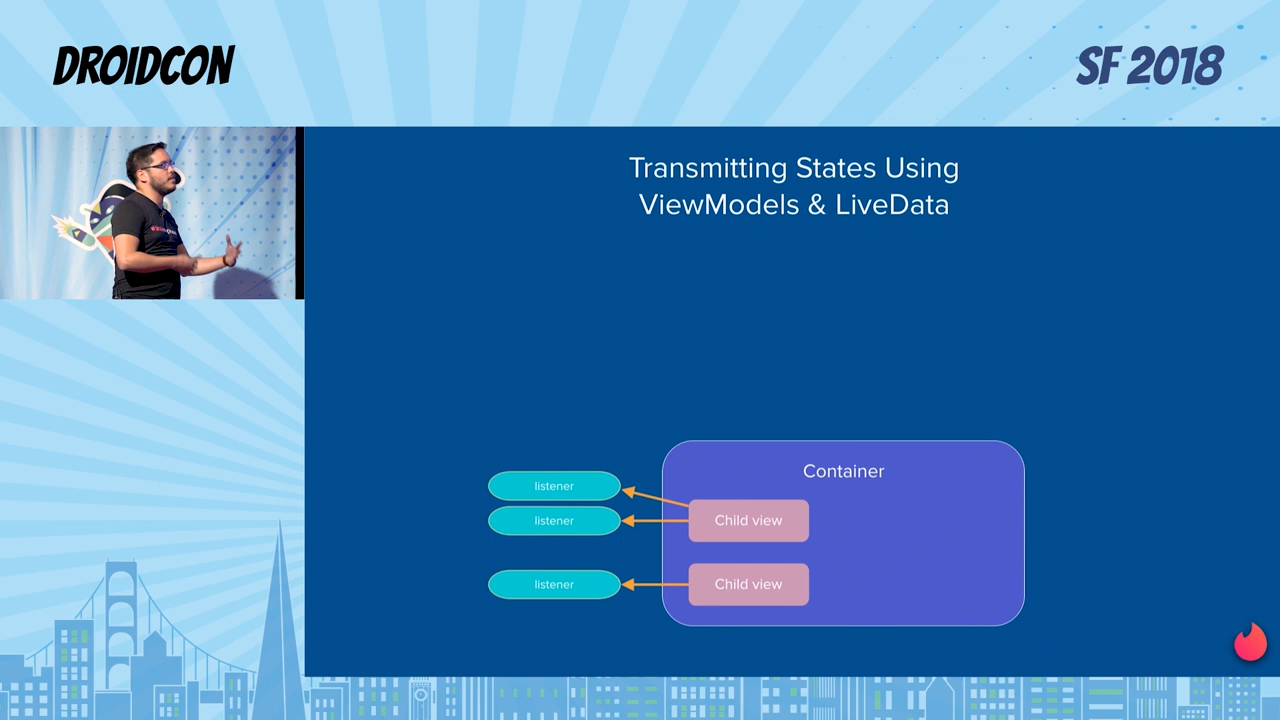 DROIDCON
SF 2018
Transmitting States Using
ViewModels & LiveData
Container
listener
listener
Child view
listener
Child view